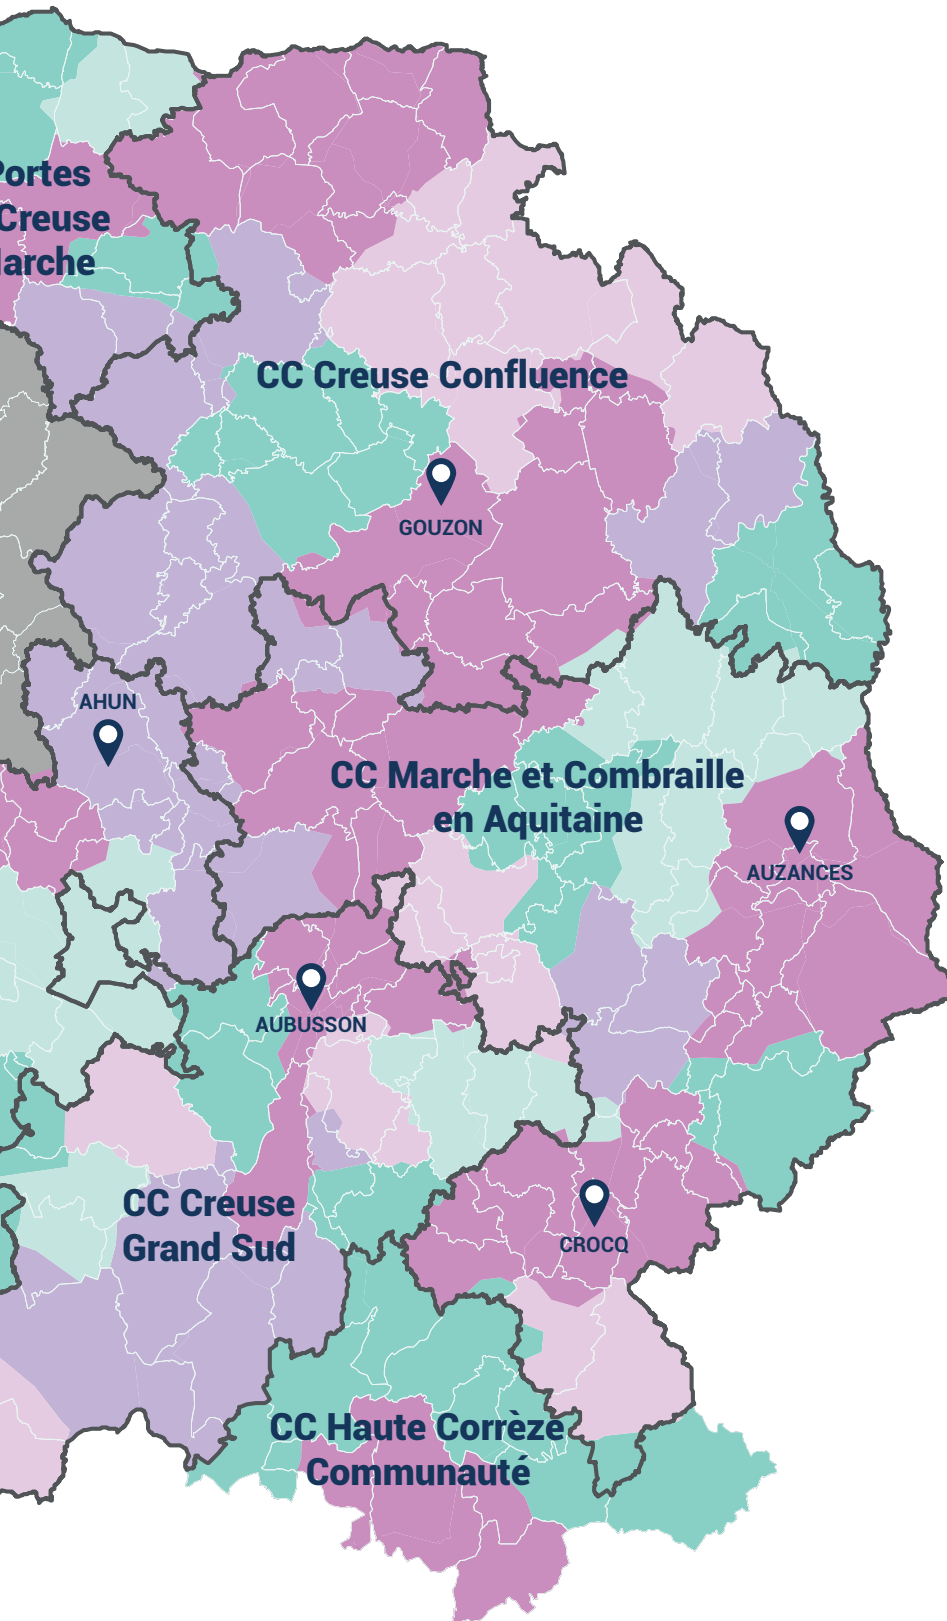 Portes
Creuse
Marche
CC Creuse Confluence
GOUZON
AHUN
CC Marche et Combraille
en Aquitaine
AUZANCES
AUBUSSON
CC Creuse
Grand Sud
CROCQ
CC Haute Corrèze
Communauté